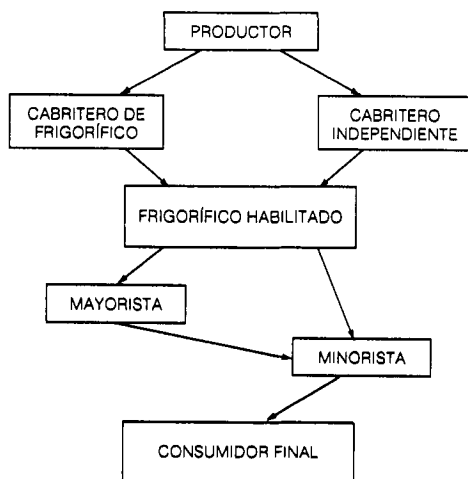 PRODUCTOR
CABRITERO DE
FRIGORÍFICO
CABRITERO
INDEPENDIENTE
FRIGORÍFICO HABILITADO
MAYORISTA
MINORISTA
CONSUMIDOR FINAL